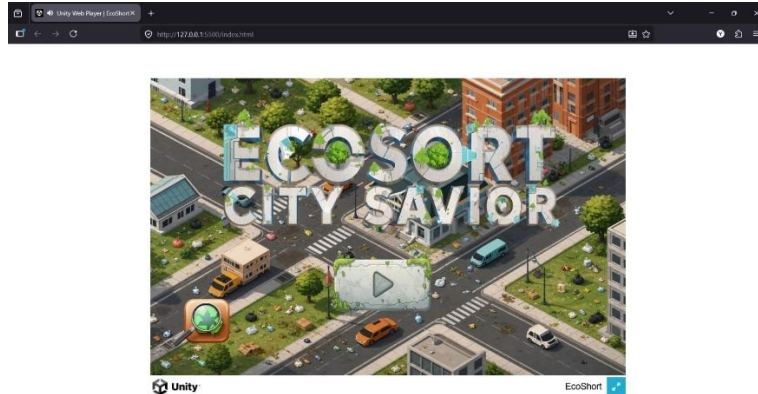 Unity Web Player | EcoShort
http://127.0.0.1:5500/index.html
ECOSORT
CITY SAVIOR
Unity
EcoShort